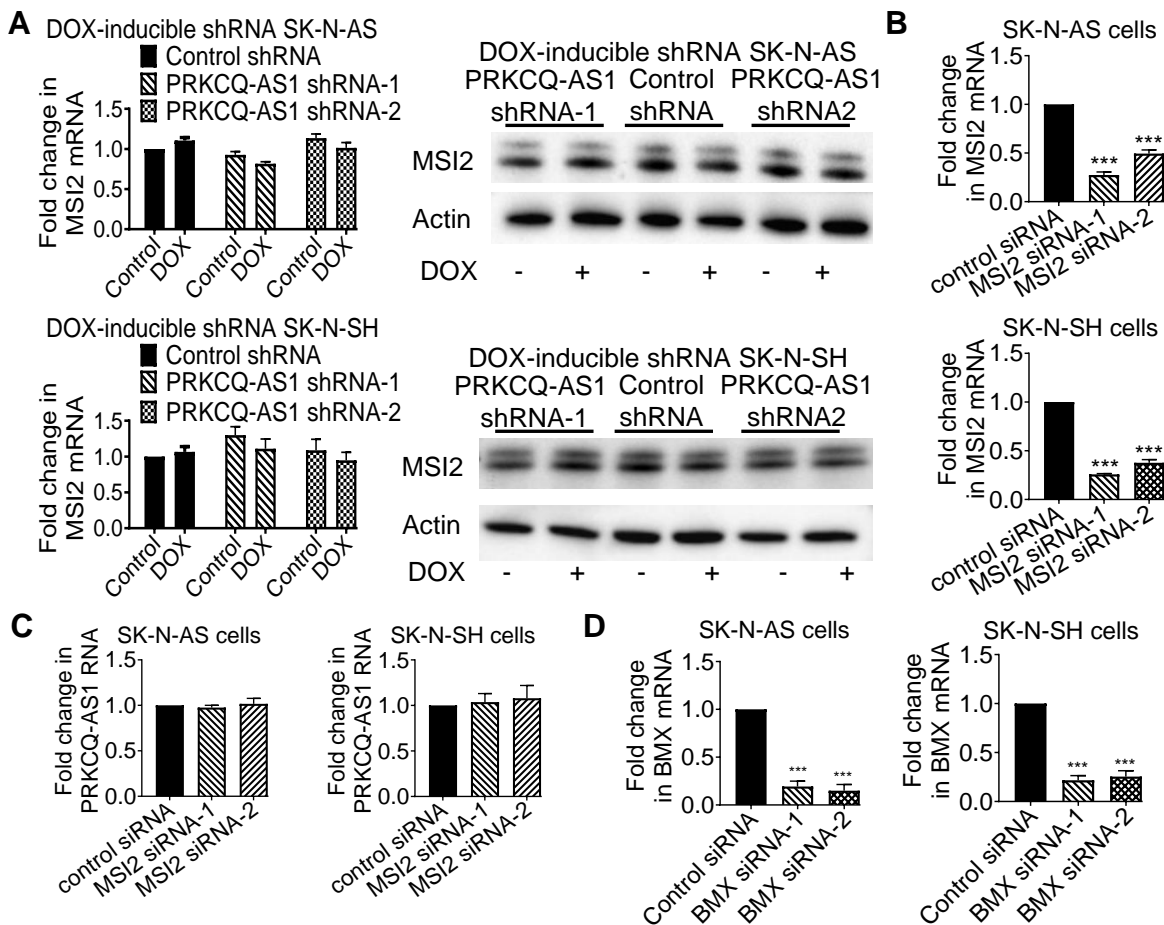 A
DOX-inducible shRNA SK-N-AS
Control shRNA
PRKCQ-AS1 shRNA-1
PRKCQ-AS1 shRNA-2
Fold change in
MSI2 mRNA
1.5
1.0
0.5
0.0
Control
DOX
Control
DOX
Control
DOX
DOX-inducible shRNA SK-N-AS
PRKCQ-AS1 Control PRKCQ-AS1
shRNA-1 shRNA shRNA2
MSI2
Actin
DOX - + - + - +
DOX-inducible shRNA SK-N-SH
Control shRNA
PRKCQ-AS1 shRNA-1
PRKCQ-AS1 shRNA-2
Fold change in
MSI2 mRNA
1.5
1.0
0.5
0.0
Control
DOX
Control
DOX
Control
DOX
DOX-inducible shRNA SK-N-SH
PRKCQ-AS1 Control PRKCQ-AS1
shRNA-1 shRNA shRNA2
MSI2
Actin
DOX - + - + - +
B
SK-N-AS cells
Fold change
in MSI2 mRNA
1.5
1.0
0.5
0.0
***
***
control siRNA
MSI2 siRNA-1
MSI2 siRNA-2
SK-N-SH cells
Fold change
in MSI2 mRNA
1.5
1.0
0.5
0.0
***
***
control siRNA
MSI2 siRNA-1
MSI2 siRNA-2
C
SK-N-AS cells
Fold change in
PRKCQ-AS1 RNA
1.5
1.0
0.5
0.0
control siRNA
MSI2 siRNA-1
MSI2 siRNA-2
SK-N-SH cells
Fold change in
PRKCQ-AS1 RNA
1.5
1.0
0.5
0.0
control siRNA
MSI2 siRNA-1
MSI2 siRNA-2
D
SK-N-AS cells
Fold change
in BMX mRNA
1.5
1.0
0.5
0.0
***
***
Control siRNA
BMX siRNA-1
BMX siRNA-2
SK-N-SH cells
Fold change
in BMX mRNA
1.5
1.0
0.5
0.0
***
***
Control siRNA
BMX siRNA-1
BMX siRNA-2